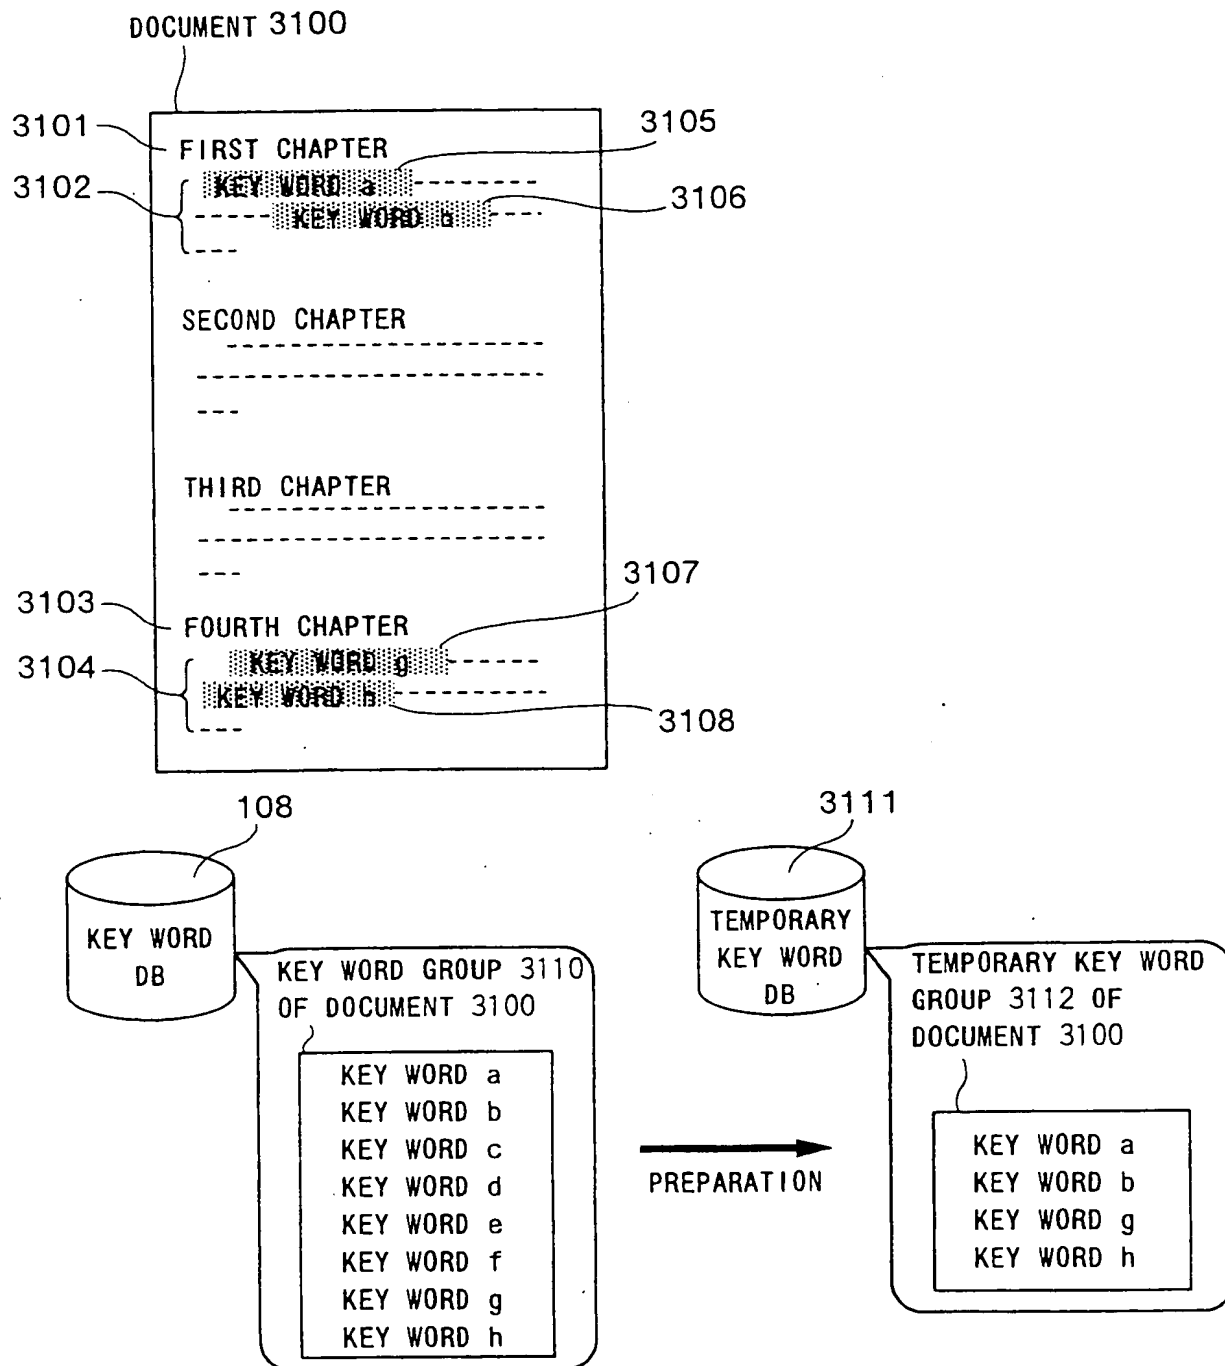 DOCUMENT 3100
3101
FIRST CHAPTER
3105
3102
KEY WORD a
3106
KEY WORD b
SECOND CHAPTER
THIRD CHAPTER
3107
3103
FOURTH CHAPTER
3104
KEY WORD g
KEY WORD h
3108
108
KEY WORD
DB
KEY WORD GROUP 3110
OF DOCUMENT 3100
KEY WORD a
KEY WORD b
KEY WORD c
KEY WORD d
KEY WORD e
KEY WORD f
KEY WORD g
KEY WORD h
PREPARATION
3111
TEMPORARY
KEY WORD
DB
TEMPORARY KEY WORD
GROUP 3112 OF
DOCUMENT 3100
KEY WORD a
KEY WORD b
KEY WORD g
KEY WORD h